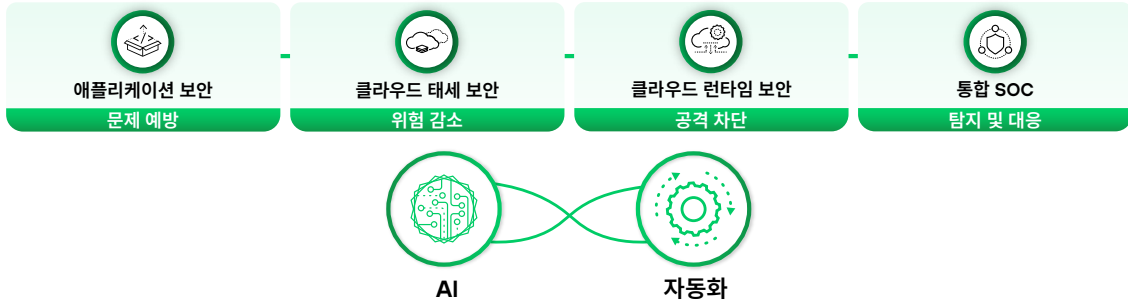 애플리케이션 보안
문제 예방
클라우드 태세 보안
위험 감소
클라우드 런타임 보안
공격 차단
통합 SOC
탐지 및 대응
AI
자동화